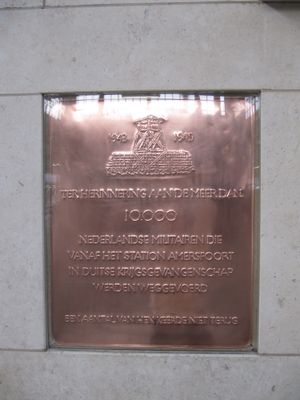 1942 1945
TER HERINNERING AAN DE MEER DAN
10.000
NEDERLANDSE MILITAIREN DIE
VANAF HET STATION AMERSFOORT
IN DUITSE KRIJGSGEVANGENSCHAP
WERDEN WEGGEVOERD
EEN AANTAL VAN HEN KEERDE NIET TERUG